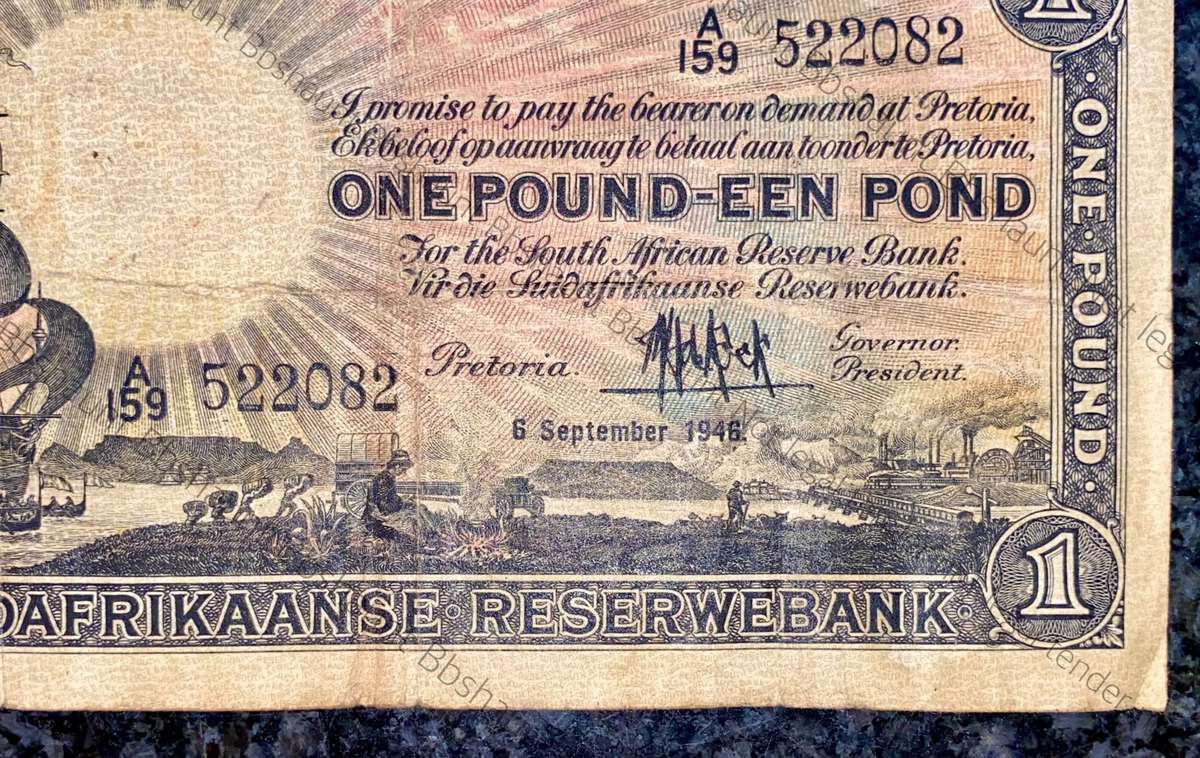 A
159 522082
I promise to pay the bearer on demand at Pretoria,
Ek beloof op aanvraag te betaal aan toonder te Pretoria,
ONE POUND-EEN POND
For the South African Reserve Bank.
Vir die Suidafrikaanse Reserwebank.
Pretoria.
Governor.
President.
A
159 522082
6 September 1946.
·ONE·POUND·
DAFRIKAANSE·RESERWEBANK·
1